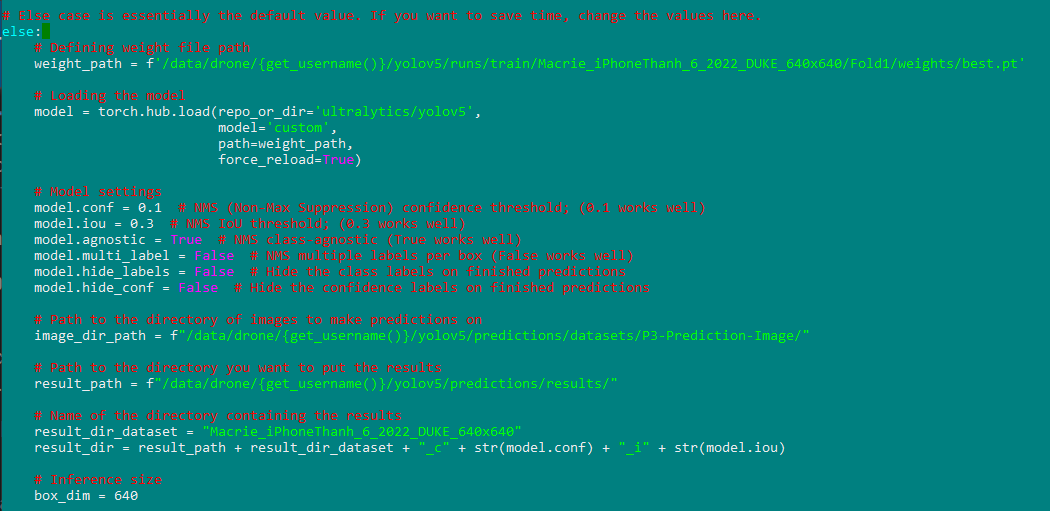 # Else case is essentially the default value. If you want to save time, change the values here.
else:
    # Defining weight file path
    weight_path = f'/data/drone/{get_username()}/yolov5/runs/train/Macrie_iPhoneThanh_6_2022_DUKE_640x640/Fold1/weights/best.pt'

    # Loading the model
    model = torch.hub.load(repo_or_dir='ultralytics/yolov5',
                           model='custom',
                           path=weight_path,
                           force_reload=True)

    # Model settings
    model.conf = 0.1  # NMS (Non-Max Suppression) confidence threshold; (0.1 works well)
    model.iou = 0.3  # NMS IoU threshold; (0.3 works well)
    model.agnostic = True  # NMS class-agnostic (True works well)
    model.multi_label = False  # NMS multiple labels per box (False works well)
    model.hide_labels = False  # Hide the class labels on finished predictions
    model.hide_conf = False  # Hide the confidence labels on finished predictions

    # Path to the directory of images to make predictions on
    image_dir_path = f"/data/drone/{get_username()}/yolov5/predictions/datasets/P3-Prediction-Image/"

    # Path to the directory you want to put the results
    result_path = f"/data/drone/{get_username()}/yolov5/predictions/results/"

    # Name of the directory containing the results
    result_dir_dataset = "Macrie_iPhoneThanh_6_2022_DUKE_640x640"
    result_dir = result_path + result_dir_dataset + "_c" + str(model.conf) + "_i" + str(model.iou)

    # Inference size
    box_dim = 640